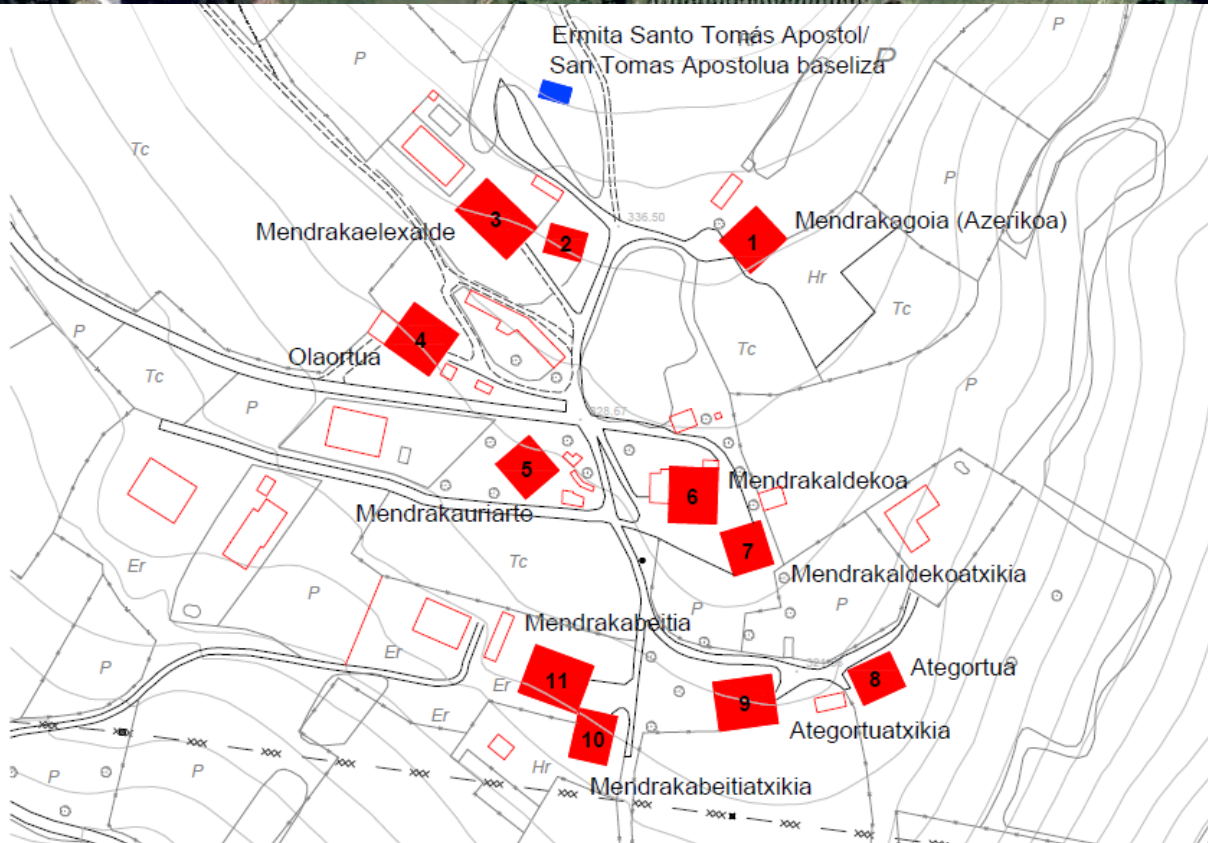 Ermita Santo Tomás Apostol/
San Tomas Apostolua baseliza
P
P
P
Tc
P
3
336.50
Mendrakagoia (Azerikoa)
Mendrakaelexalde
2
1
Hr
Tc
P
4
Tc
Olaortua
P
Tc
P
328.67
5
Mendrakaldekoa
6
Mendrakauriarte
7
Er
Tc
Mendrakaldekoatxikia
P
P
P
Mendrakabeitia
Er
P
Ategortua
11
8
Er
9
Er
Ategortuatxikia
10
P
P
Hr
Mendrakabeitiatxikia